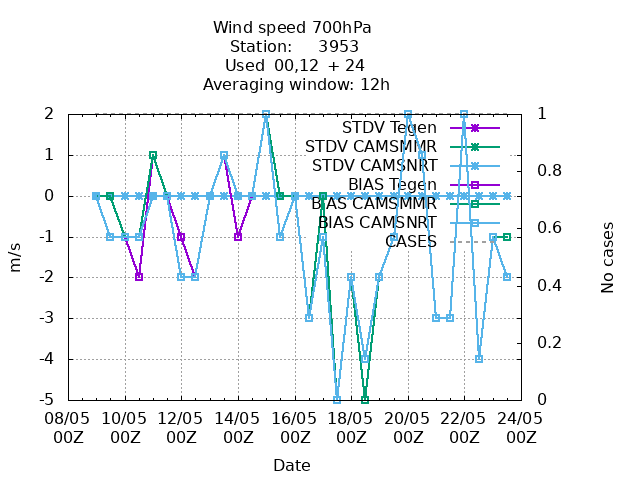 Wind speed 700hPa
Station: 3953
Used 00,12 + 24
Averaging window: 12h
STDV Tegen
STDV CAMSMMR
STDV CAMSNRT
BIAS Tegen
BIAS CAMSMMR
BIAS CAMSNRT
CASES
2
1
0
-1
-2
-3
-4
-5
m/s
1
0.8
0.6
0.4
0.2
0
No cases
08/05 10/05 12/05 14/05 16/05 18/05 20/05 22/05 24/05
00Z 00Z 00Z 00Z 00Z 00Z 00Z 00Z 00Z
Date